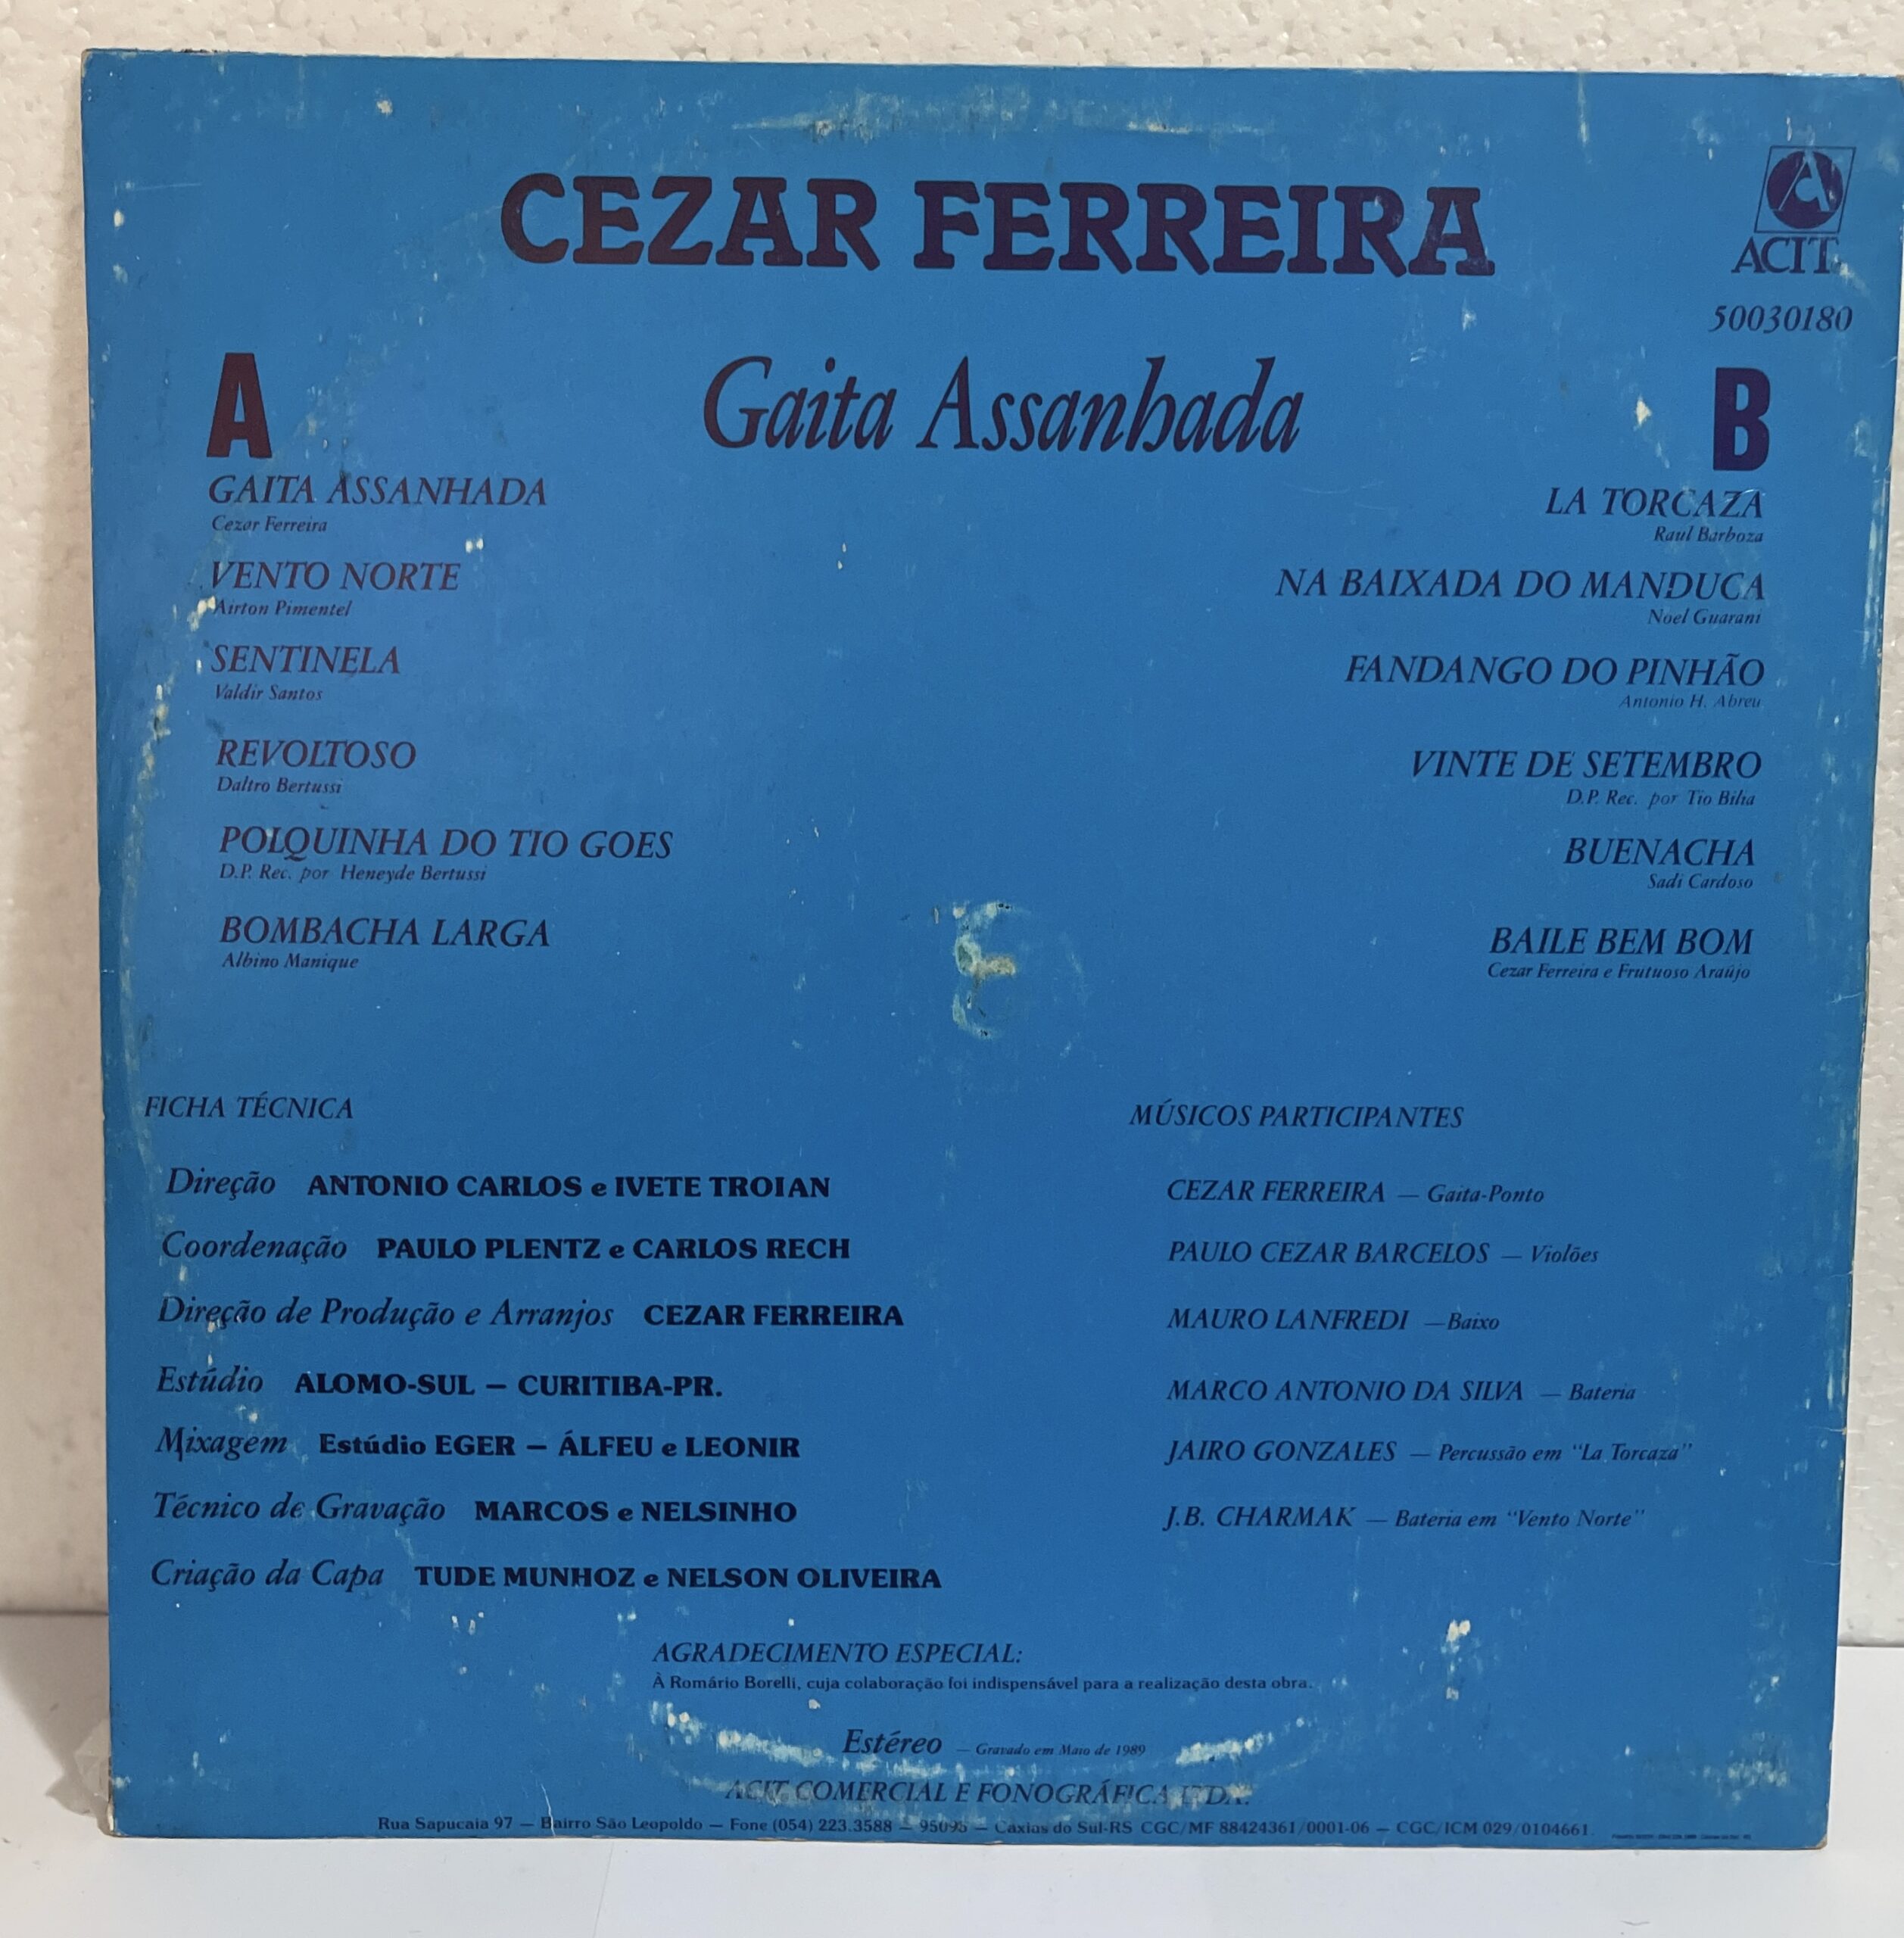 CEZAR FERREIRA
ACIT
50030180
Gaita Assanhada
A
GAITA ASSANHADA
Cezar Ferreira
VENTO NORTE
Airton Pimentel
SENTINELA
Valdir Santos
REVOLTOSO
Daltro Bertussi
POLQUINHA DO TIO GOES
D.P. Rec. por Heneyde Bertussi
BOMBACHA LARGA
Albino Manique
B
LA TORCAZA
Raul Barboza
NA BAIXADA DO MANDUCA
Noel Guarani
FANDANGO DO PINHÃO
Antonio H. Abreu
VINTE DE SETEMBRO
D.P. Rec. por Tio Bilia
BUENACHA
Sadi Cardoso
BAILE BEM BOM
Cezar Ferreira e Frutuoso Araújo
FICHA TÉCNICA
Direção ANTONIO CARLOS e IVETE TROIAN
Coordenação PAULO PLENTZ e CARLOS RECH
Direção de Produção e Arranjos CEZAR FERREIRA
Estúdio ALOMO-SUL — CURITIBA-PR.
Mixagem Estúdio EGER — ÁLFEU e LEONIR
Técnico de Gravação MARCOS e NELSINHO
Criação da Capa TUDE MUNHOZ e NELSON OLIVEIRA
MÚSICOS PARTICIPANTES
CEZAR FERREIRA — Gaita-Ponto
PAULO CEZAR BARCELOS — Violões
MAURO LANFREDI — Baixo
MARCO ANTONIO DA SILVA — Bateria
JAIRO GONZALES — Percussão em "La Torcaza"
J.B. CHARMAK — Bateria em "Vento Norte"
AGRADECIMENTO ESPECIAL:
À Romário Borelli, cuja colaboração foi indispensável para a realização desta obra.
Estéreo — Gravado em Maio de 1989
ACIT COMERCIAL E FONOGRÁFICA LTDA.
Rua Sapucaia 97 — Bairro São Leopoldo — Fone (054) 223.3588 — 95095 — Caxias do Sul-RS CGC/MF 88424361/0001-06 — CGC/ICM 029/0104661.